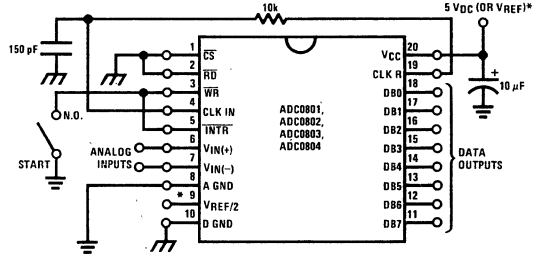 10k
5 VDC (OR VREF)*
150 pF
1 CS
2 RD
3 WR
4 CLK IN
5 INTR
6 VIN(+)
7 VIN(−)
8 A GND
9 VREF/2
10 D GND
*
N.O.
START
ANALOG
INPUTS
ADC0801,
ADC0802,
ADC0803,
ADC0804
VCC 20
CLK R 19
DB0 18
DB1 17
DB2 16
DB3 15
DB4 14
DB5 13
DB6 12
DB7 11
+
10 μF
DATA
OUTPUTS